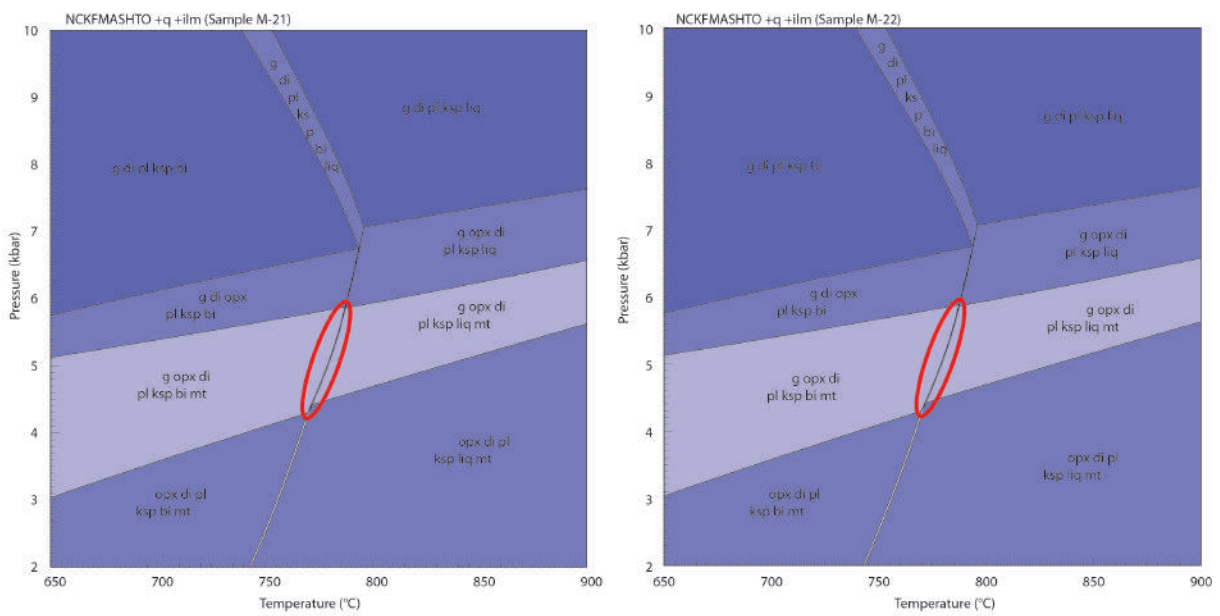 NCKFMASHTO +q +ilm (Sample M-21)
10
9
8
7
6
5
4
3
2
Pressure (kbar)
g
di
pl
ks
p
bi
liq
g di pl ksp liq
g di pl ksp bi
g opx di
pl ksp liq
g di opx
pl ksp bi
g opx di
pl ksp liq mt
g opx di
pl ksp bi mt
opx di pl
ksp liq mt
opx di pl
ksp bi mt
650 700 750 800 850 900
Temperature (°C)
NCKFMASHTO +q +ilm (Sample M-22)
10
9
8
7
6
5
4
3
2
Pressure (kbar)
g
di
pl
ks
p
bi
liq
g di pl ksp liq
g di pl ksp bi
g opx di
pl ksp liq
g di opx
pl ksp bi
g opx di
pl ksp liq mt
g opx di
pl ksp bi mt
opx di pl
ksp liq mt
opx di pl
ksp bi mt
650 700 750 800 850 900
Temperature (°C)